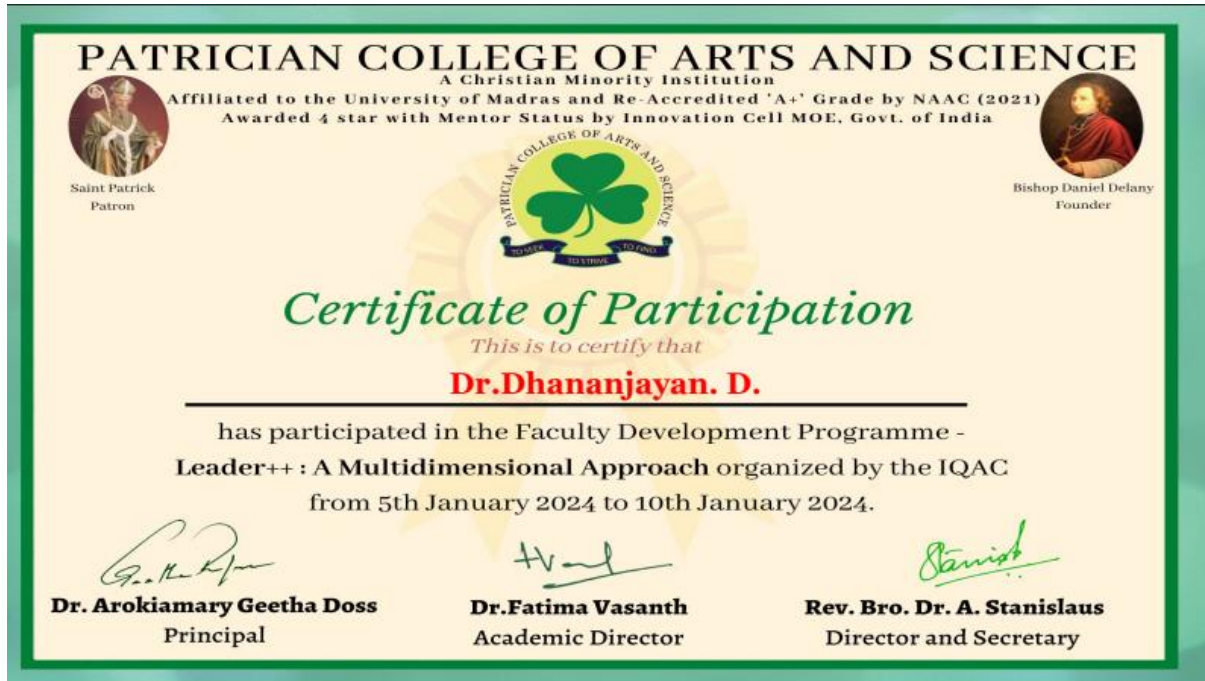 PATRICIAN COLLEGE OF ARTS AND SCIENCE
A Christian Minority Institution
Affiliated to the University of Madras and Re-Accredited 'A+' Grade by NAAC (2021)
Awarded 4 star with Mentor Status by Innovation Cell MOE, Govt. of India
Saint Patrick
Patron
PATRICIAN COLLEGE OF ARTS AND SCIENCE
TO SEEK
TO STRIVE
TO FIND
Bishop Daniel Delany
Founder
Certificate of Participation
This is to certify that
Dr.Dhananjayan. D.
has participated in the Faculty Development Programme -
Leader++ : A Multidimensional Approach organized by the IQAC
from 5th January 2024 to 10th January 2024.
Stanish
Dr. Arokiamary Geetha Doss
Principal
Dr.Fatima Vasanth
Academic Director
Rev. Bro. Dr. A. Stanislaus
Director and Secretary